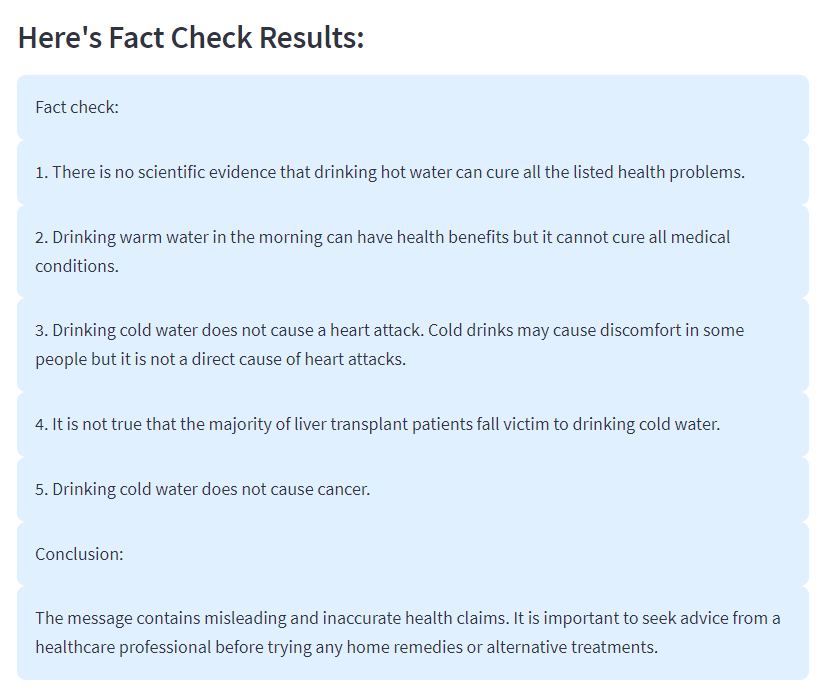 Here's Fact Check Results:
Fact check:
1. There is no scientific evidence that drinking hot water can cure all the listed health problems.
2. Drinking warm water in the morning can have health benefits but it cannot cure all medical
conditions.
3. Drinking cold water does not cause a heart attack. Cold drinks may cause discomfort in some
people but it is not a direct cause of heart attacks.
4. It is not true that the majority of liver transplant patients fall victim to drinking cold water.
5. Drinking cold water does not cause cancer.
Conclusion:
The message contains misleading and inaccurate health claims. It is important to seek advice from a
healthcare professional before trying any home remedies or alternative treatments.